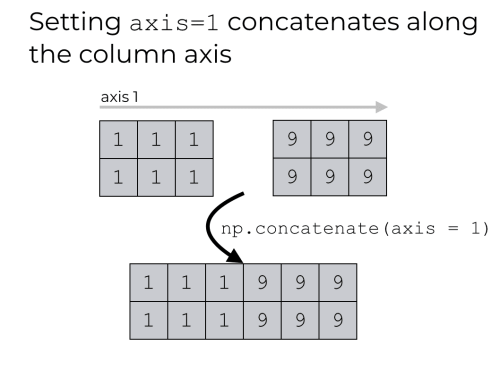 Setting axis=1 concatenates along
the column axis
axis 1
1 1 1 9 9 9
1 1 1 9 9 9
np.concatenate(axis = 1)
1 1 1 9 9 9
1 1 1 9 9 9